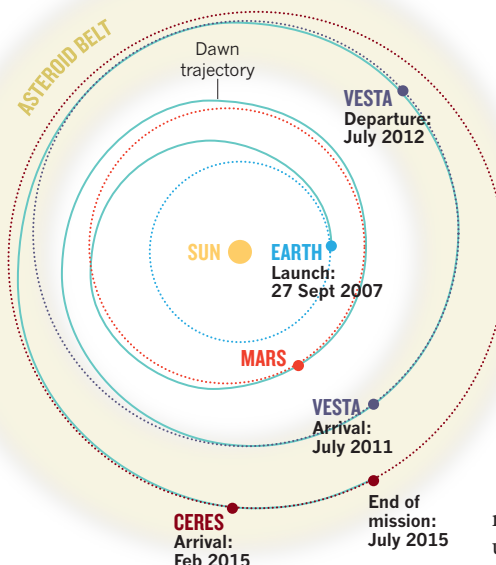 ASTEROID BELT
Dawn
trajectory
VESTA
Departure:
July 2012
SUN
EARTH
Launch:
27 Sept 2007
MARS
VESTA
Arrival:
July 2011
CERES
Arrival:
Feb 2015
End of
mission:
July 2015